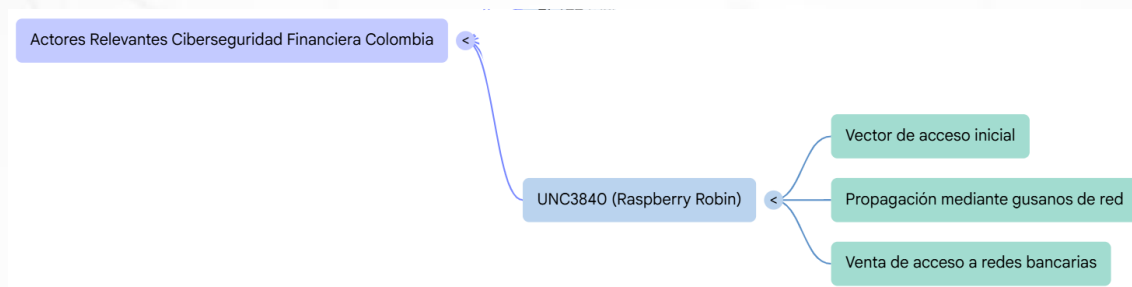 Actores Relevantes Ciberseguridad Financiera Colombia
<
Vector de acceso inicial
UNC3840 (Raspberry Robin)
<
Propagación mediante gusanos de red
Venta de acceso a redes bancarias